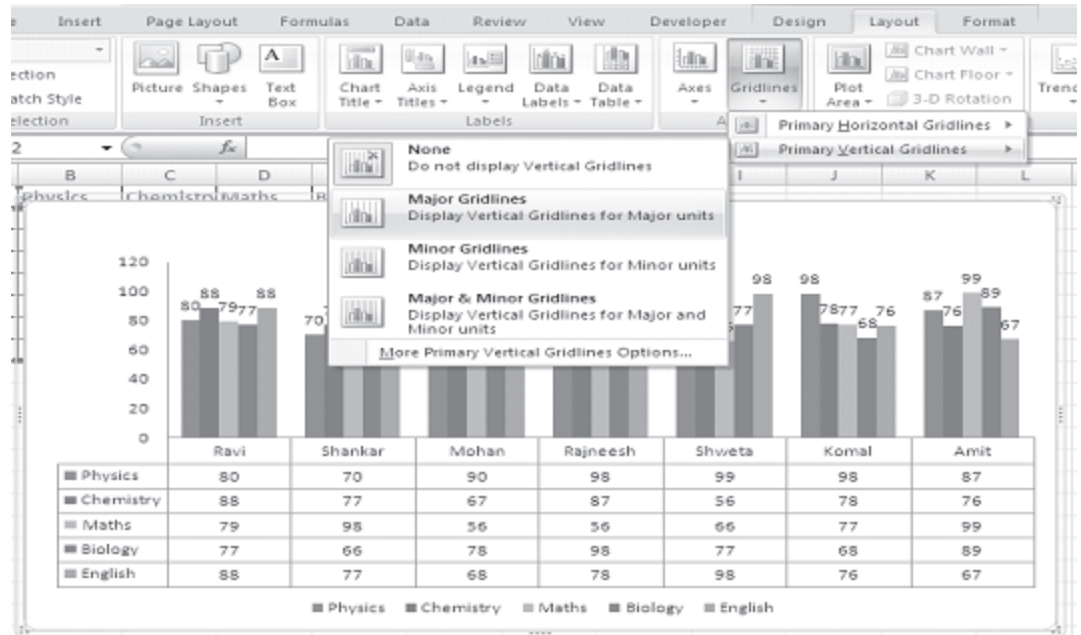 Insert Page Layout Formulas Data Review View Developer Design Layout Format
ection
atch Style
election
Picture Shapes Text Box
Insert
Chart Title Axis Titles Legend Data Labels Data Table
Labels
Axes Gridlines
A
Plot Area Chart Wall
Chart Floor
3-D Rotation
Trend
Primary Horizontal Gridlines
Primary Vertical Gridlines
None
Do not display Vertical Gridlines
Major Gridlines
Display Vertical Gridlines for Major units
Minor Gridlines
Display Vertical Gridlines for Minor units
Major & Minor Gridlines
Display Vertical Gridlines for Major and
Minor units
More Primary Vertical Gridlines Options...
2 fx
B C D I J K L
Physics Chemistry Maths B
120
100
80
60
40
20
0
80 88 79 77 88
70
77 98
98 78 77 68 76
87 76 99 89 67
Ravi Shankar Mohan Rajneesh Shweta Komal Amit
Physics 80 70 90 98 99 98 87
Chemistry 88 77 67 87 56 78 76
Maths 79 98 56 56 66 77 99
Biology 77 66 78 98 77 68 89
English 88 77 68 78 98 76 67
Physics Chemistry Maths Biology English